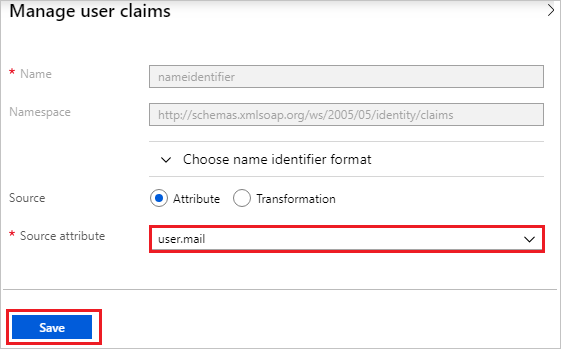 Manage user claims
* Name
nameidentifier
Namespace
http://schemas.xmlsoap.org/ws/2005/05/identity/claims
Choose name identifier format
Source
Attribute
Transformation
* Source attribute
user.mail
Save